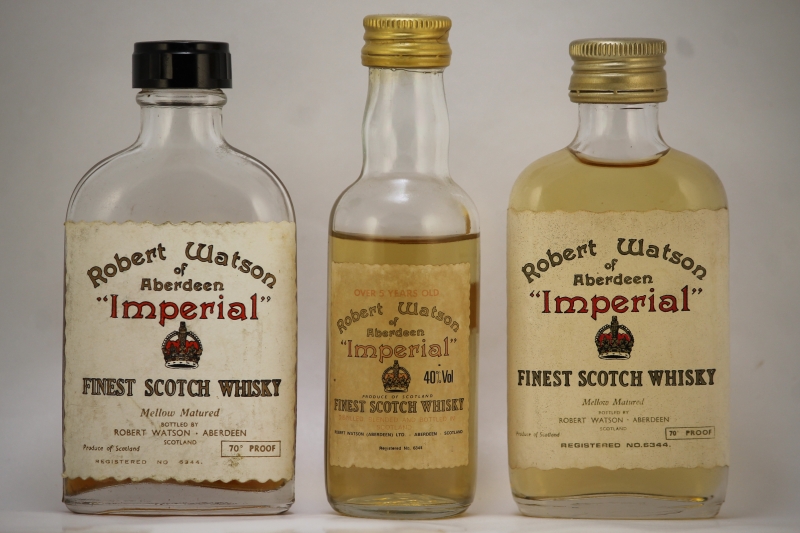 Robert Watson
of
Aberdeen
"Imperial"
FINEST SCOTCH WHISKY
Mellow Matured
BOTTLED BY
ROBERT WATSON · ABERDEEN
SCOTLAND
Produce of Scotland
70° PROOF
REGISTERED NO 6344.
OVER 5 YEARS OLD
Robert Watson
of
Aberdeen
"Imperial"
40% Vol
PRODUCE OF SCOTLAND
FINEST SCOTCH WHISKY
ROBERT WATSON (ABERDEEN) LTD · ABERDEEN · SCOTLAND
Registered No. 6344
Robert Watson
of
Aberdeen
"Imperial"
FINEST SCOTCH WHISKY
Mellow Matured
BOTTLED BY
ROBERT WATSON · ABERDEEN
SCOTLAND
Produce of Scotland
70° PROOF
REGISTERED NO.6344.